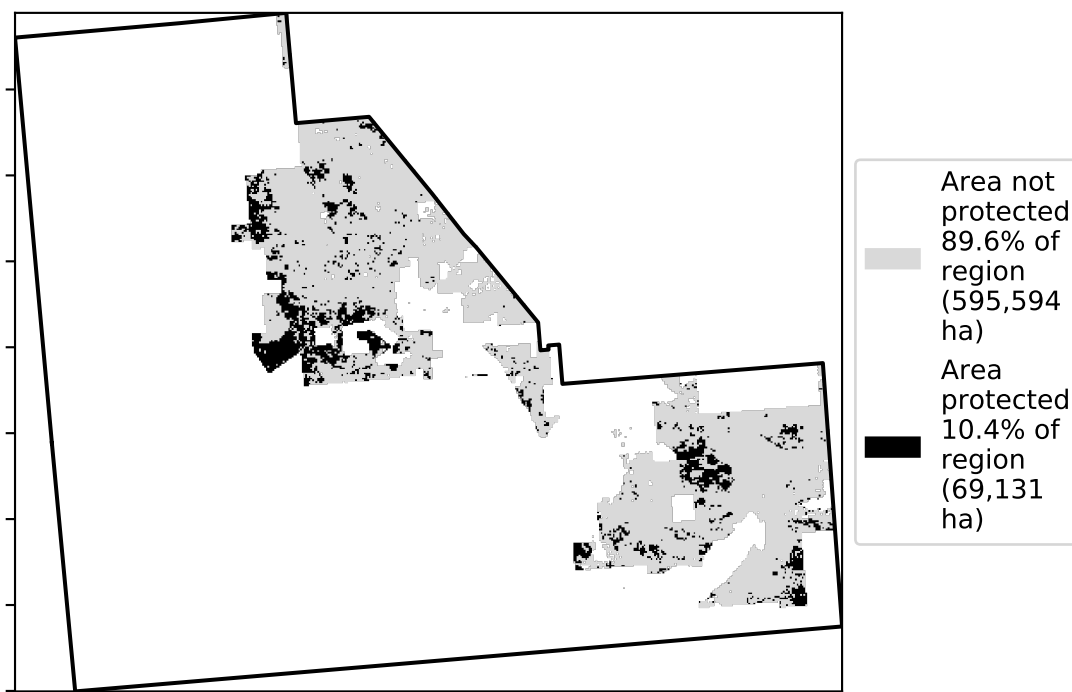 Area not
protected
89.6% of
region
(595,594
ha)
Area
protected
10.4% of
region
(69,131
ha)